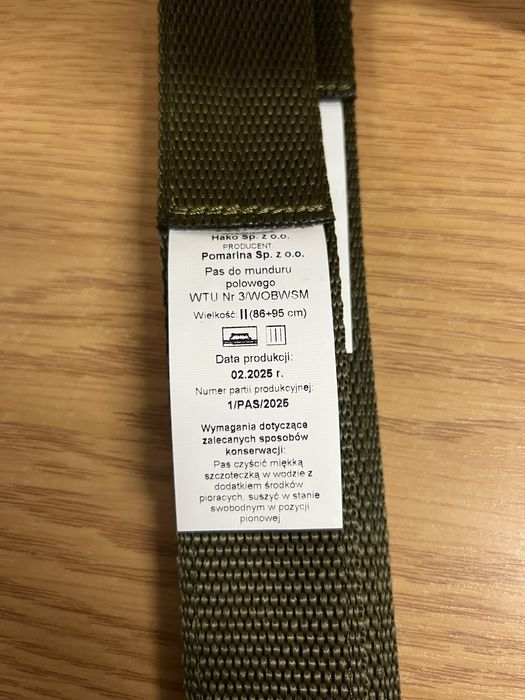 Hako Sp. z o.o.
PRODUCENT:
Pomarina Sp. z o.o.
Pas do munduru
polowego
WTU Nr 3/WOBWSM
Wielkość: II (86÷95 cm)
Data produkcji:
02.2025 r.
Numer partii produkcyjnej:
1/PAS/2025
Wymagania dotyczące
zalecanych sposobów
konserwacji:
Pas czyścić miękką
szczoteczką w wodzie z
dodatkiem środków
piorących, suszyć w stanie
swobodnym w pozycji
pionowej